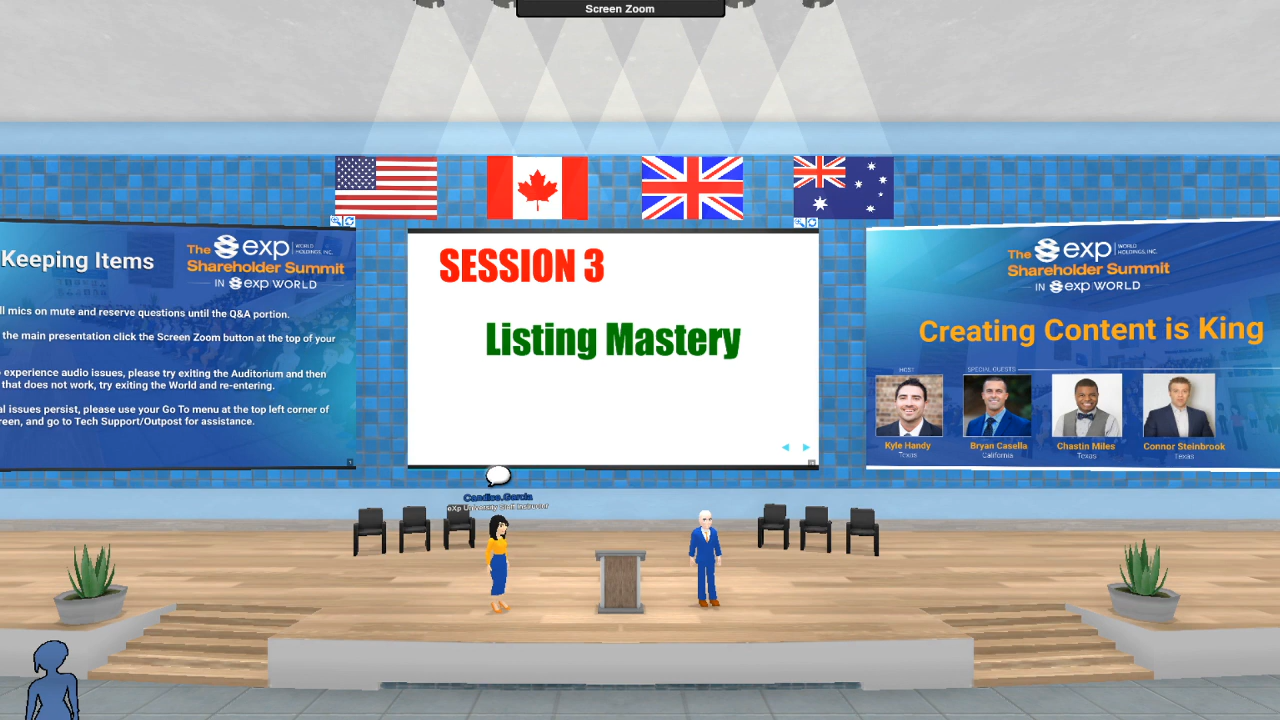 Screen Zoom
Keeping Items
The exp WORLD HOLDINGS, INC.
Shareholder Summit
IN exp WORLD
ll mics on mute and reserve questions until the Q&A portion.
the main presentation click the Screen Zoom button at the top of your
experience audio issues, please try exiting the Auditorium and then
that does not work, try exiting the World and re-entering.
al issues persist, please use your Go To menu at the top left corner of
reen, and go to Tech Support/Outpost for assistance.
SESSION 3
Listing Mastery
The exp WORLD HOLDINGS, INC.
Shareholder Summit
IN exp WORLD
Creating Content is King
HOST
SPECIAL GUESTS
Kyle Handy
Texas
Bryan Casella
California
Chastin Miles
Texas
Connor Steinbrook
Texas
Candice.Garcia
eXp University Staff Instructor